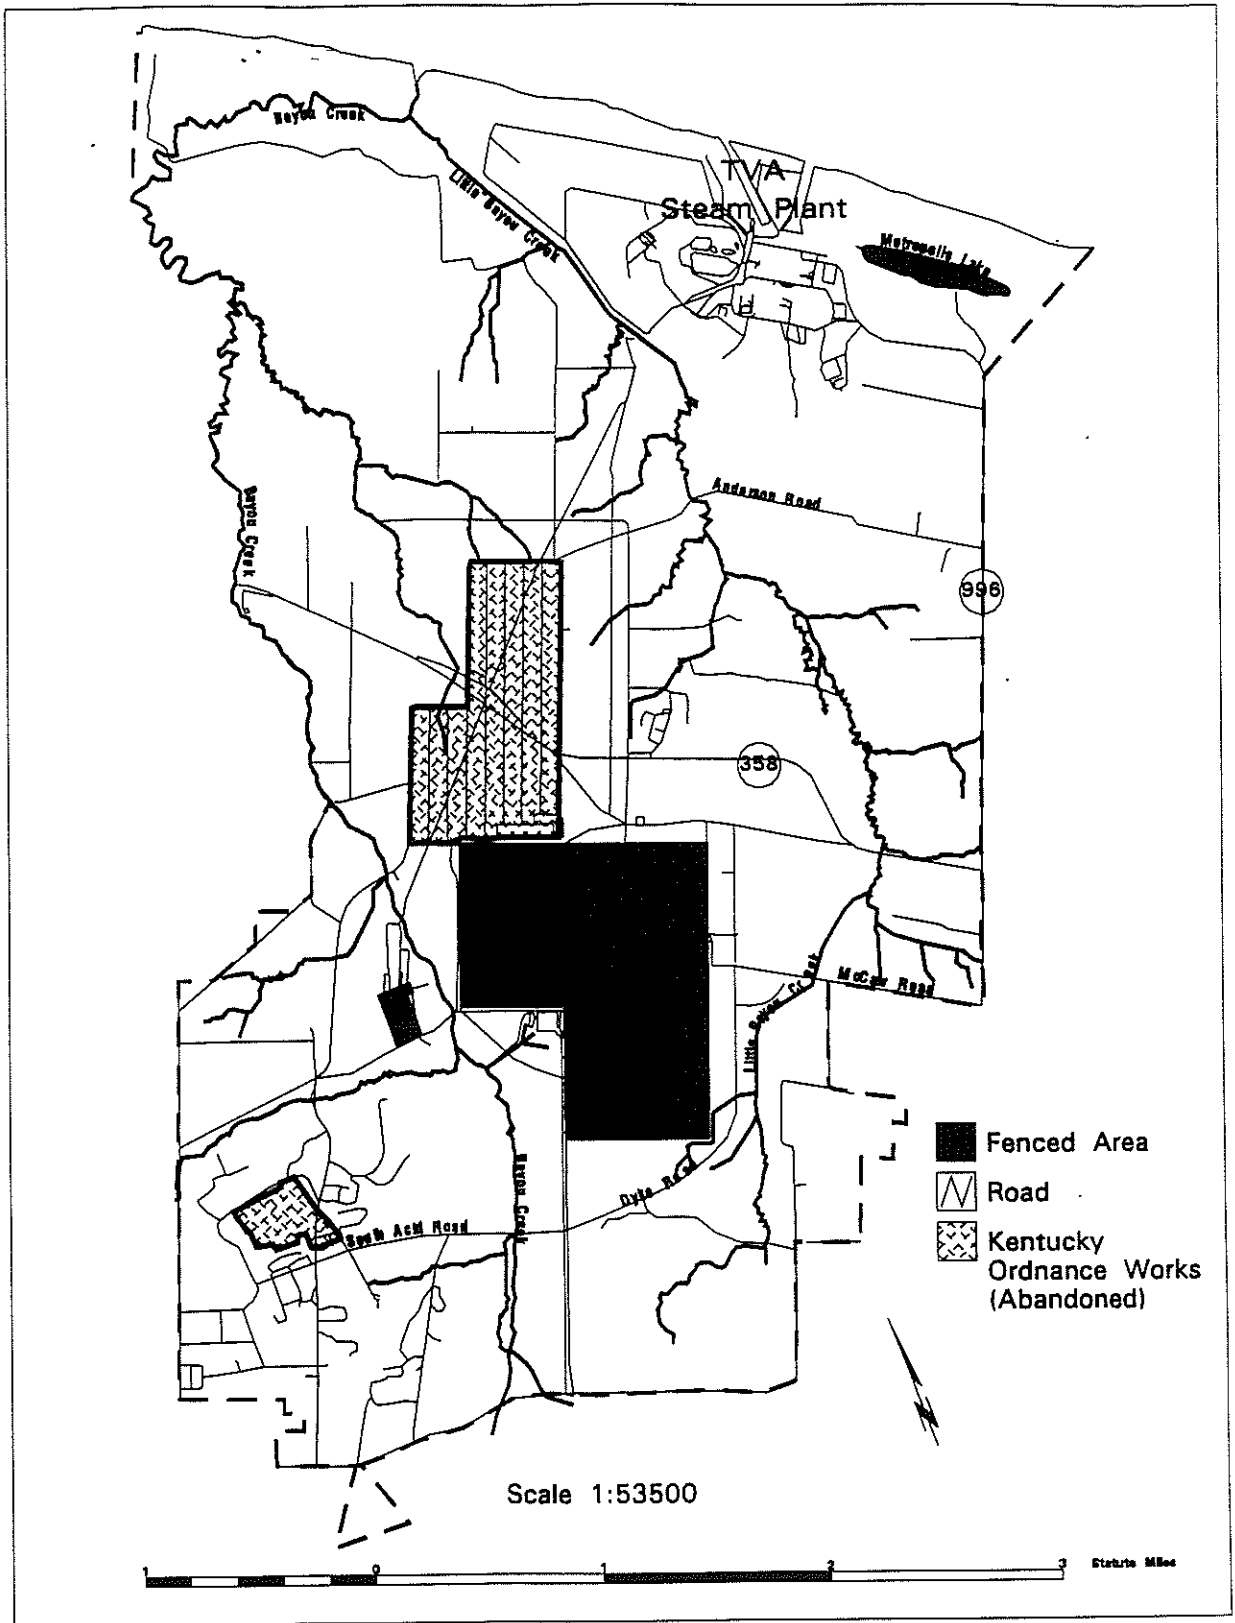 Bayou Creek
Little Bayou Creek
TVA
Steam Plant
Metropolis Lake
Bayou Creek
Anderson Road
996
358
Little Bayou Creek
McCaw Road
Bayou Creek
Dyke Road
South Acid Road
Fenced Area
Road
Kentucky
Ordnance Works
(Abandoned)
Scale 1:53500
1 0 1 2 3 Statute Miles